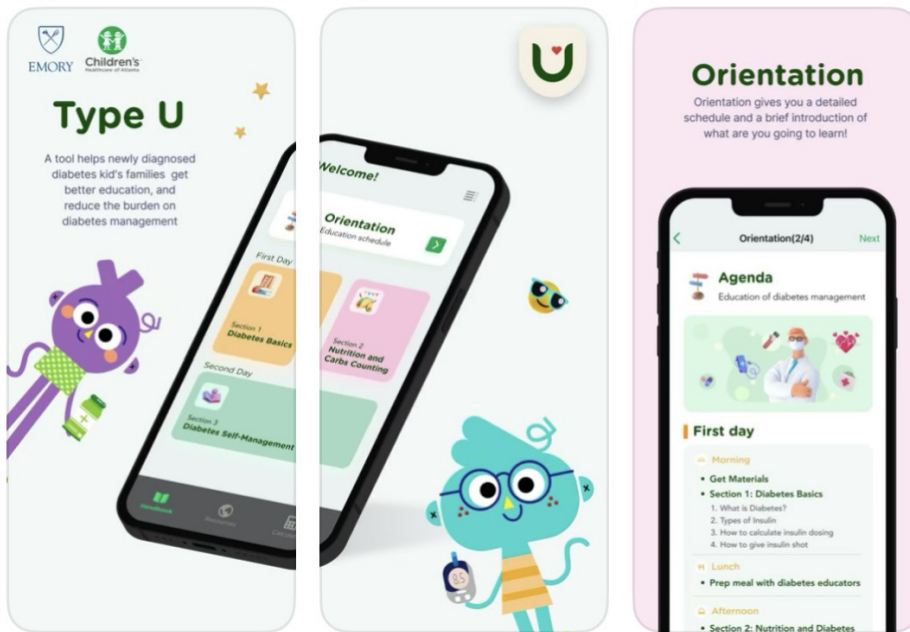 EMORY
Children's
Healthcare of Atlanta
Type U
A tool helps newly diagnosed
diabetes kid's families get
better education, and
reduce the burden on
diabetes management
Welcome!
Orientation
Education schedule
First Day
Section 1
Diabetes Basics
Section 2
Nutrition and
Carbs Counting
Second Day
Section 3
Diabetes Self-Management
Handbook
Resources
U
8.5
Orientation
Orientation gives you a detailed
schedule and a brief introduction of
what are you going to learn!
Orientation(2/4)
Next
Agenda
Education of diabetes management
First day
Morning
• Get Materials
• Section 1: Diabetes Basics
1. What is Diabetes?
2. Types of Insulin
3. How to calculate insulin dosing
4. How to give insulin shot
Lunch
• Prep meal with diabetes educators
Afternoon
• Section 2: Nutrition and Diabetes